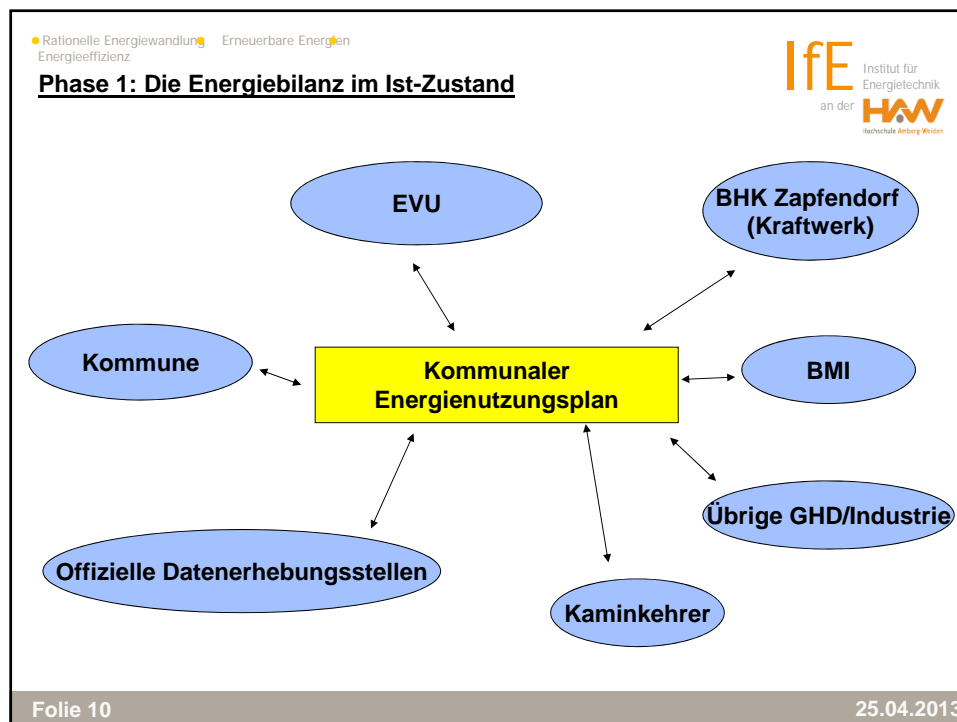 Rationelle Energiewandlung Erneuerbare Energien
Energieeffizienz
Phase 1: Die Energiebilanz im Ist-Zustand
IfE Institut für
Energietechnik
an der HAW
Hochschule Amberg-Weiden
EVU
BHK Zapfendorf
(Kraftwerk)
Kommune
Kommunaler
Energienutzungsplan
BMI
Übrige GHD/Industrie
Offizielle Datenerhebungsstellen
Kaminkehrer
Folie 10
25.04.2013